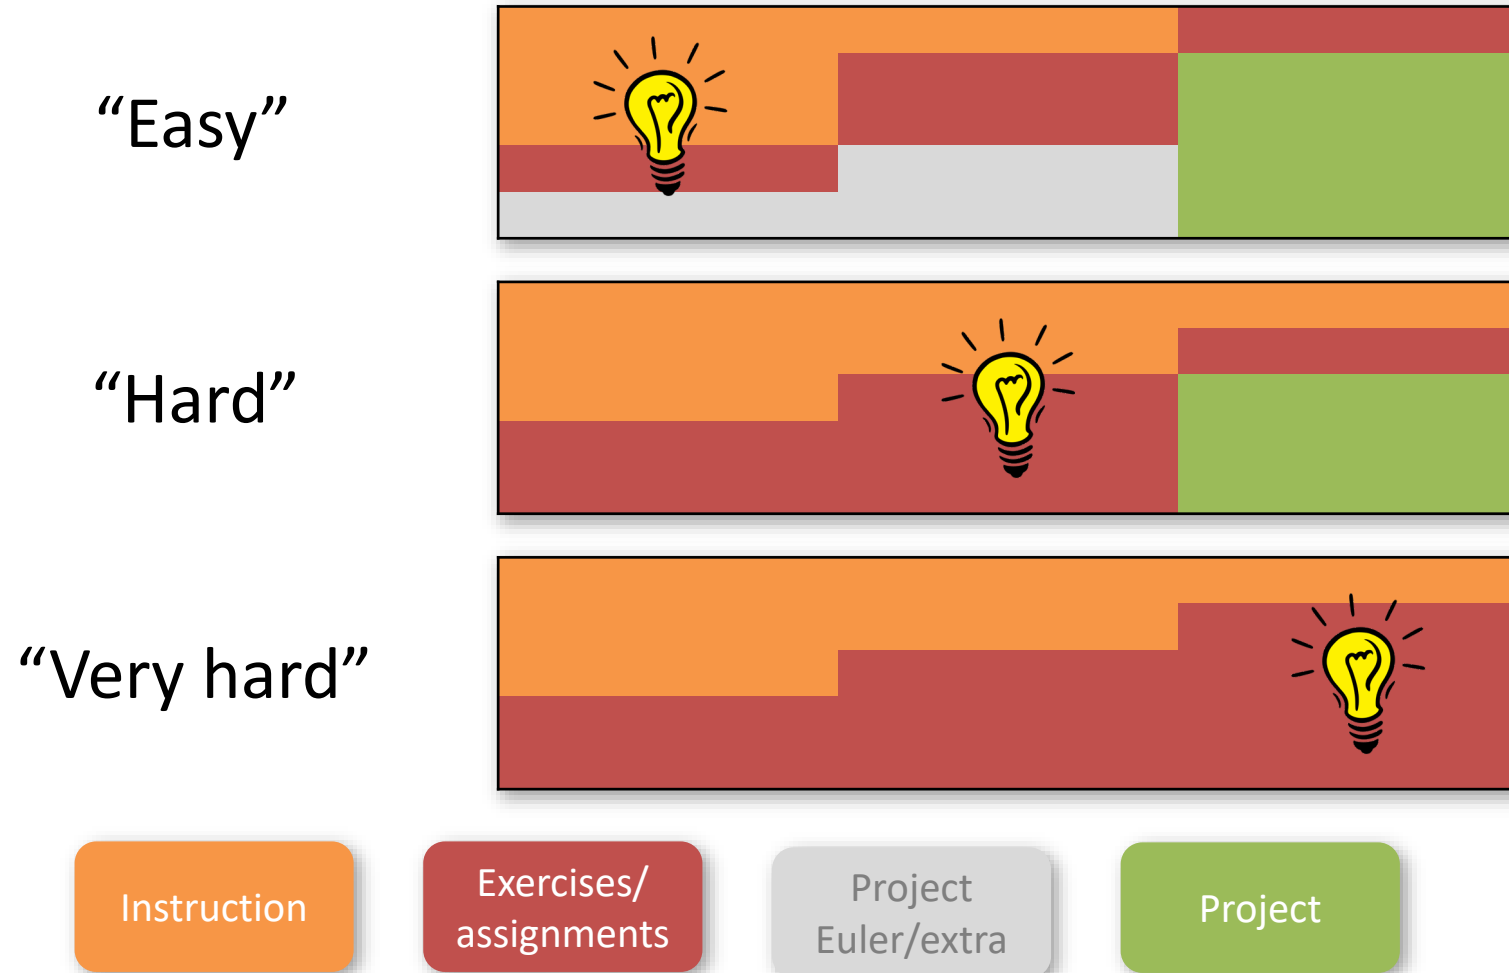 “Easy”
“Hard”
“Very hard”
Instruction
Exercises/
assignments
Project
Euler/extra
Project